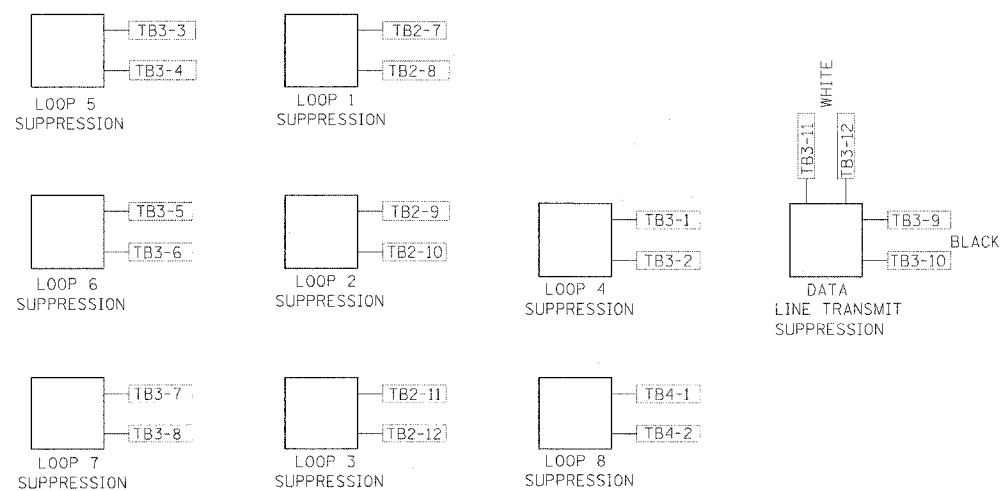 TB3-3
TB3-4
LOOP 5
SUPPRESSION
TB2-7
TB2-8
LOOP 1
SUPPRESSION
WHITE
TB3-11
TB3-12
TB3-5
TB3-6
LOOP 6
SUPPRESSION
TB2-9
TB2-10
LOOP 2
SUPPRESSION
TB3-1
TB3-2
LOOP 4
SUPPRESSION
TB3-9
BLACK
TB3-10
DATA
LINE TRANSMIT
SUPPRESSION
TB3-7
TB3-8
LOOP 7
SUPPRESSION
TB2-11
TB2-12
LOOP 3
SUPPRESSION
TB4-1
TB4-2
LOOP 8
SUPPRESSION